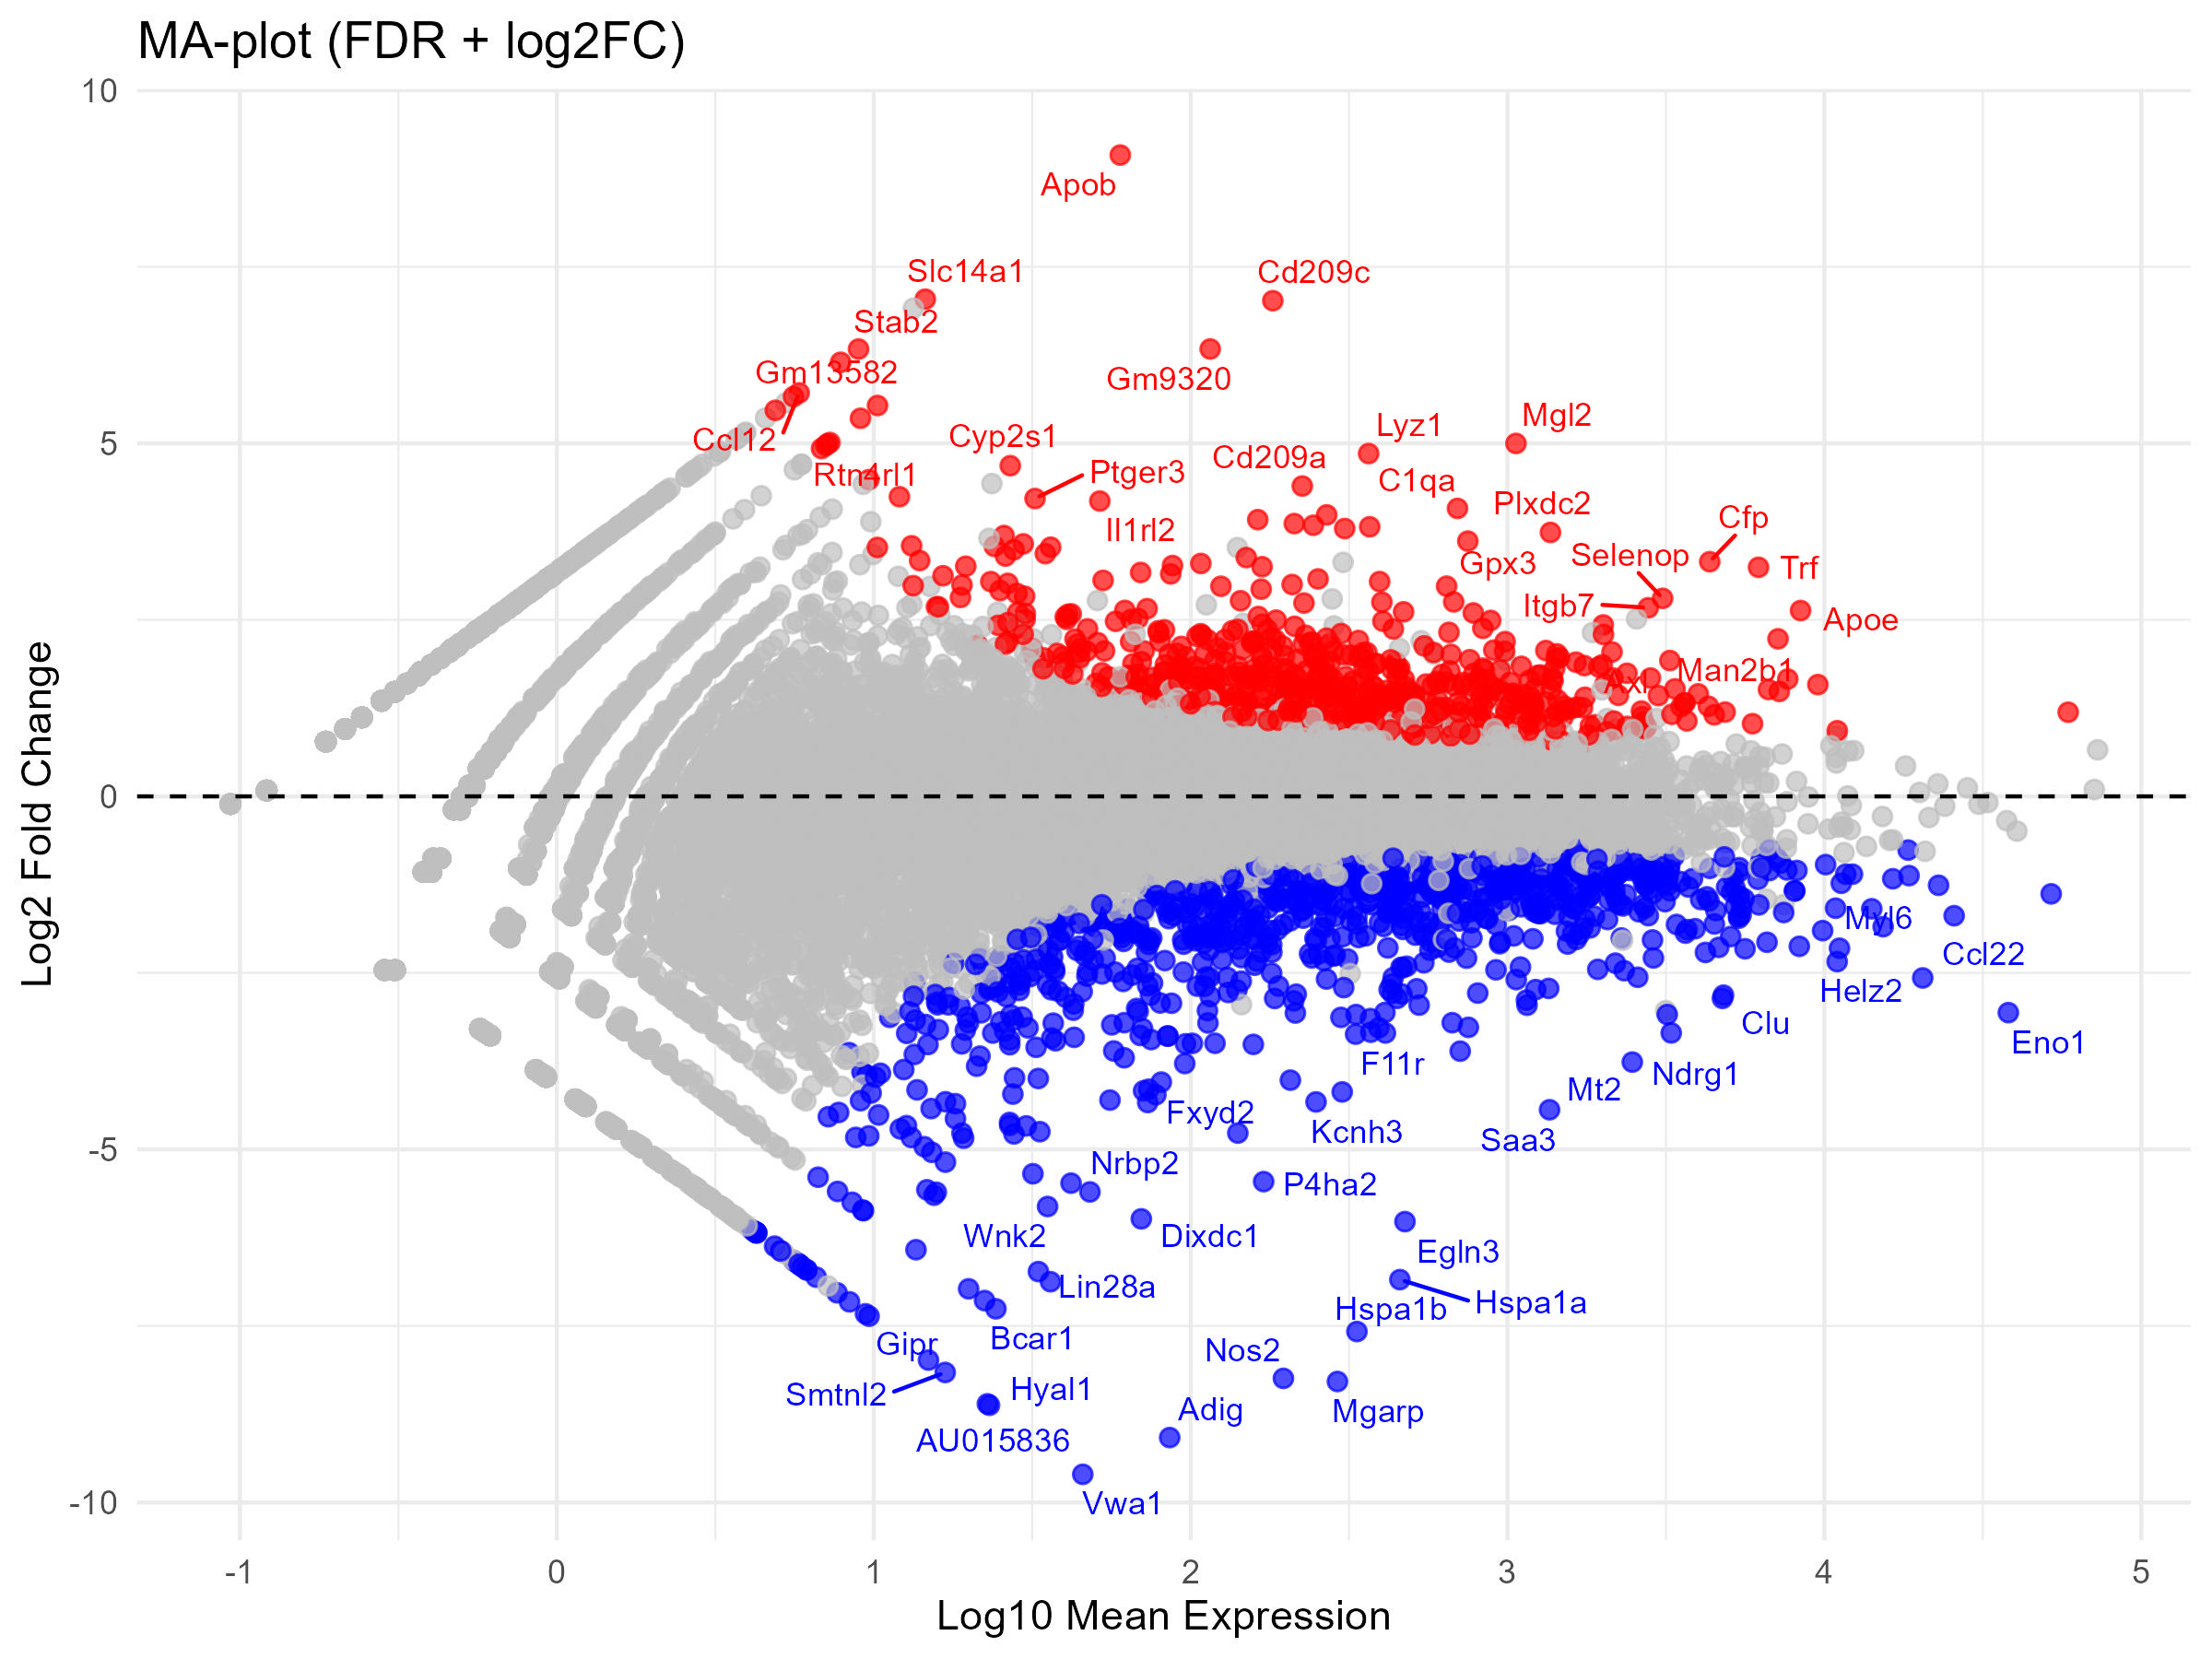 MA-plot (FDR + log2FC)
10
Apob
Slc14a1
Cd209c
Stab2
Gm13582
Gm9320
Mgl2
Lyz1
5
Ccl12
Cyp2s1
Cd209a
Rtn4rl1
Ptger3
C1qa
Plxdc2
Cfp
Il1rl2
Gpx3
Selenop
Trf
Itgb7
Apoe
Man2b1
Axl
Log2 Fold Change
0
Myl6
Ccl22
Helz2
Clu
Eno1
F11r
Ndrg1
Mt2
Fxyd2
Kcnh3
Saa3
-5
Nrbp2
P4ha2
Wnk2
Dixdc1
Egln3
Lin28a
Hspa1b
Hspa1a
Gipr
Bcar1
Nos2
Smtnl2
Hyal1
Adig
Mgarp
AU015836
Vwa1
-10
-1
0
1
2
3
4
5
Log10 Mean Expression